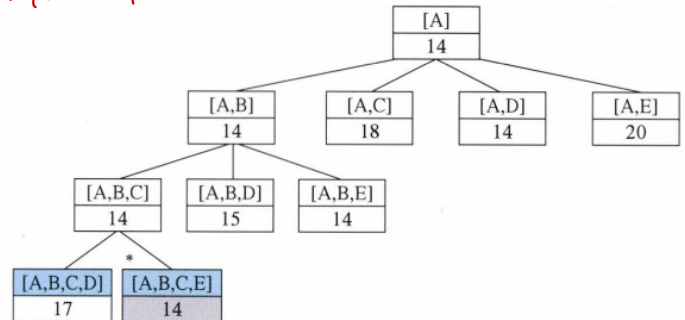 [A]
14
[A,B] [A,C] [A,D] [A,E]
14 18 14 20
[A,B,C] [A,B,D] [A,B,E]
14 15 14
*
[A,B,C,D] [A,B,C,E]
17 14